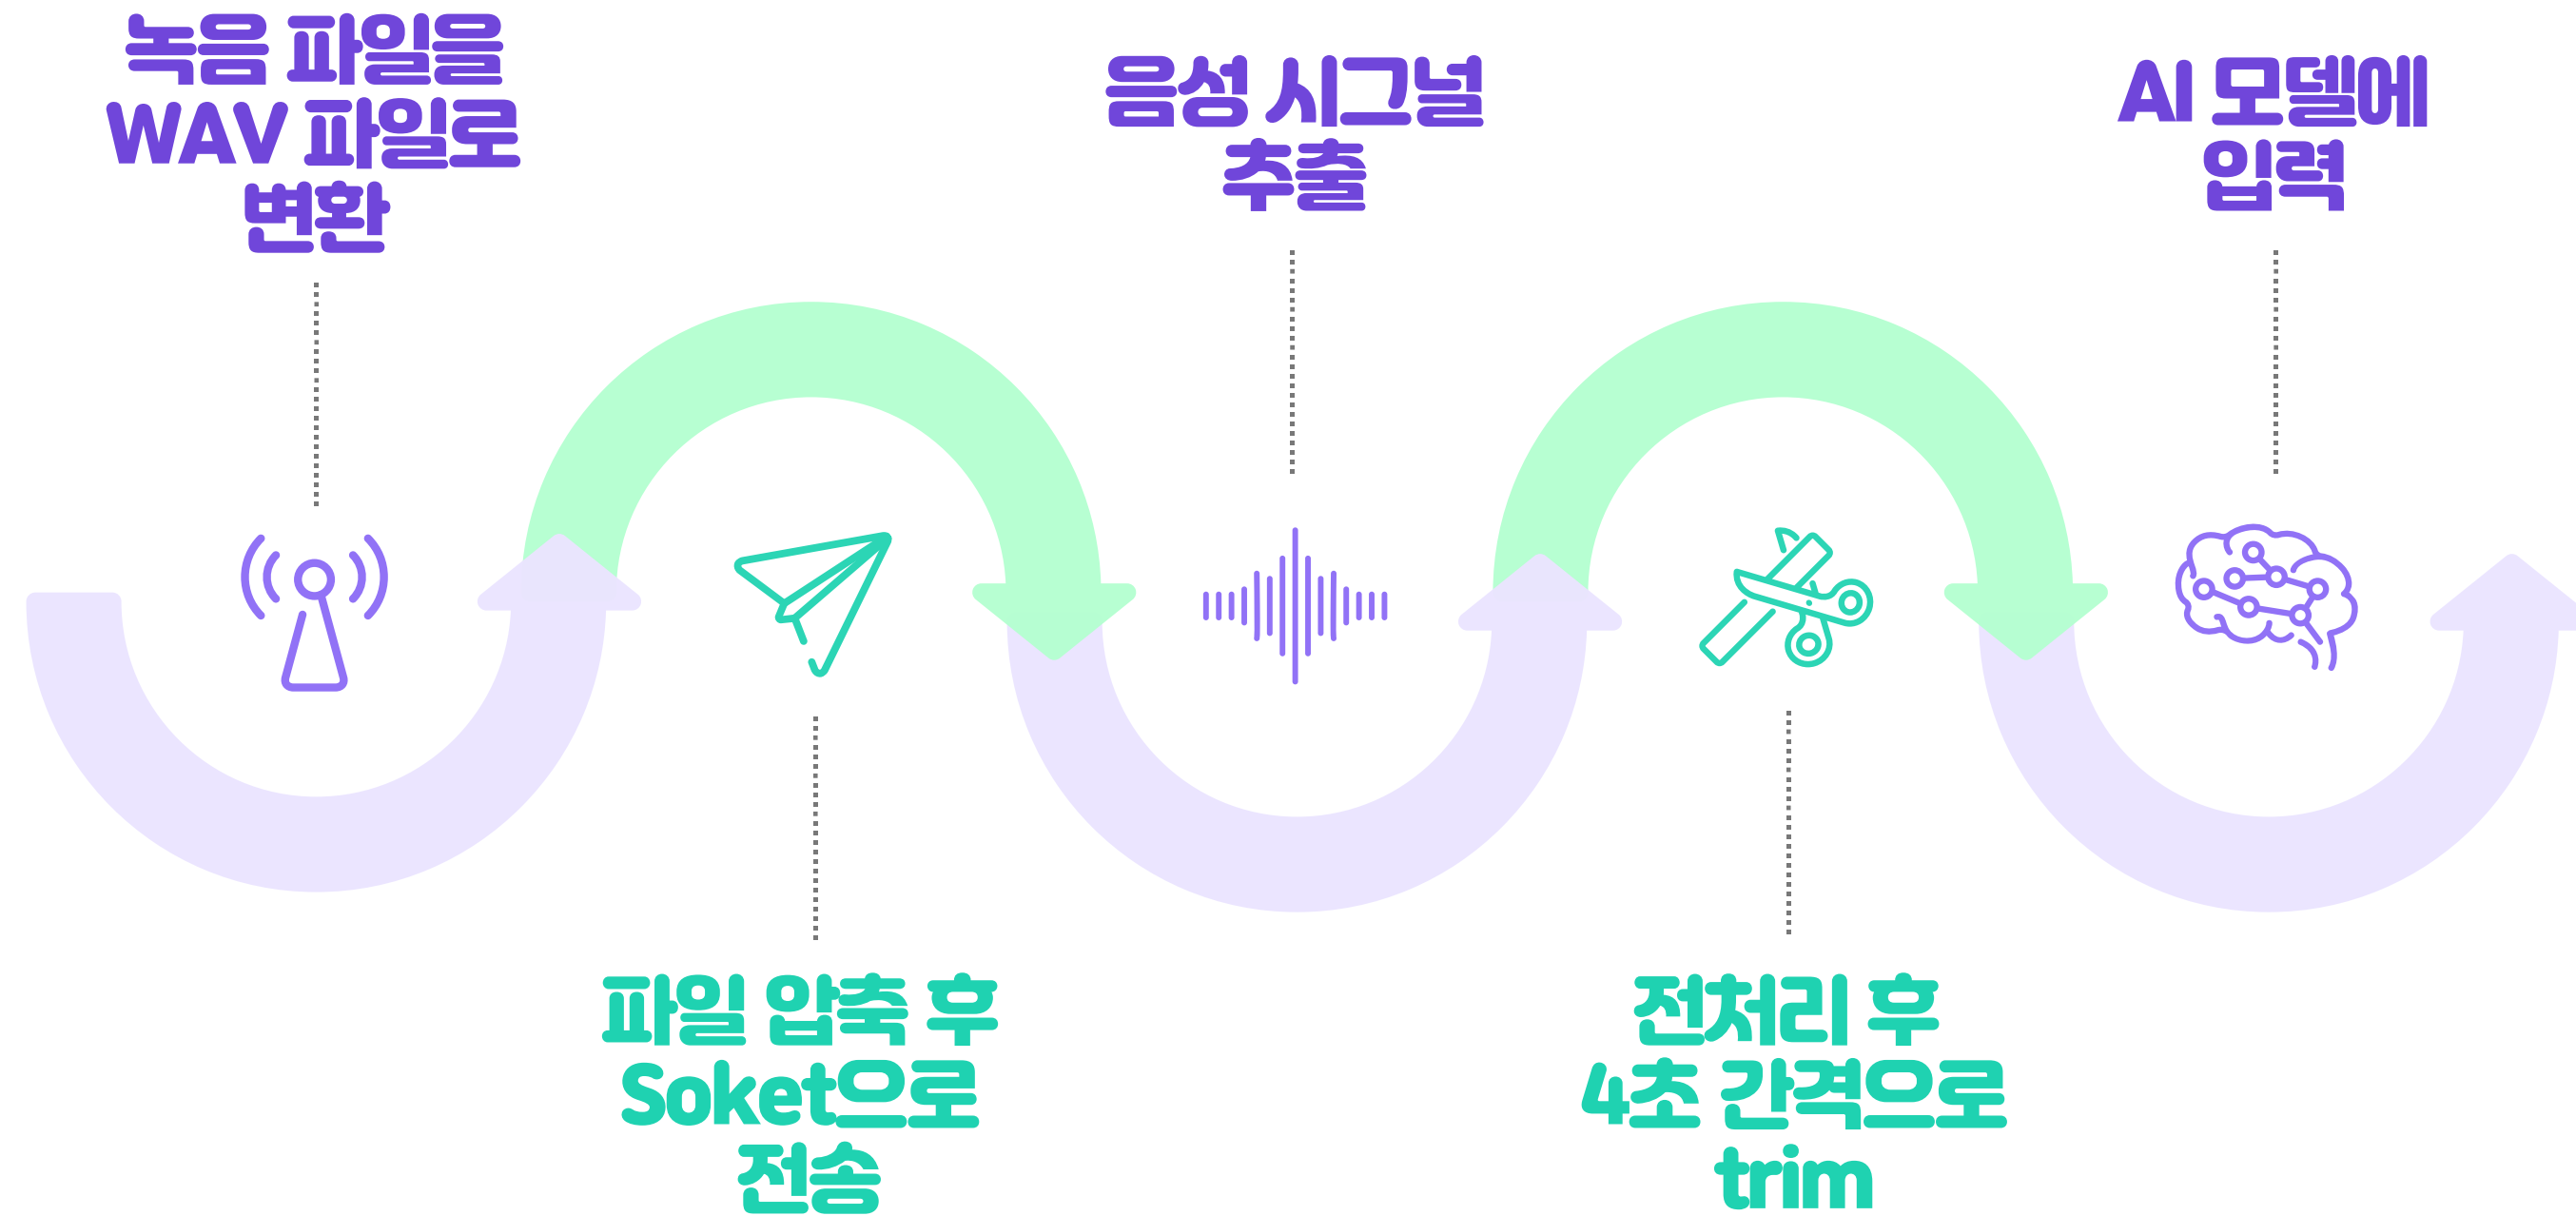 녹음 파일을
WAV 파일로
변환
파일 압축 후
Soket으로
전송
음성 시그널
추출
전처리 후
4초 간격으로
trim
AI 모델에
입력